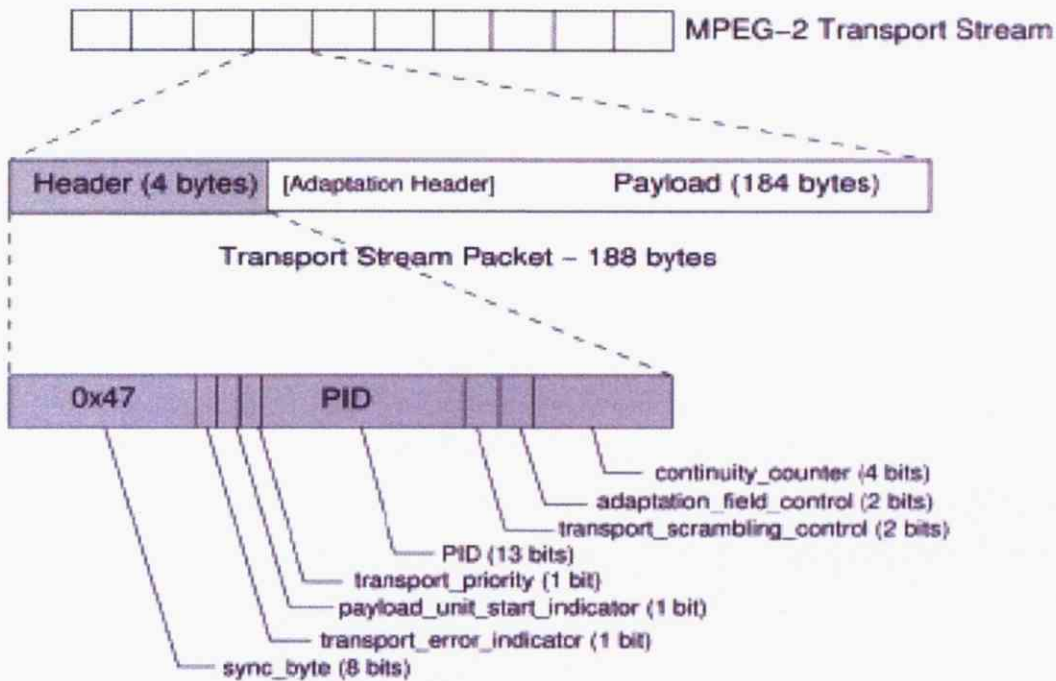 MPEG-2 Transport Stream
Header (4 bytes) [Adaptation Header] Payload (184 bytes)
Transport Stream Packet - 188 bytes
0x47 PID
continuity_counter (4 bits)
adaptation_field_control (2 bits)
transport_scrambling_control (2 bits)
PID (13 bits)
transport_priority (1 bit)
payload_unit_start_indicator (1 bit)
transport_error_indicator (1 bit)
sync_byte (8 bits)